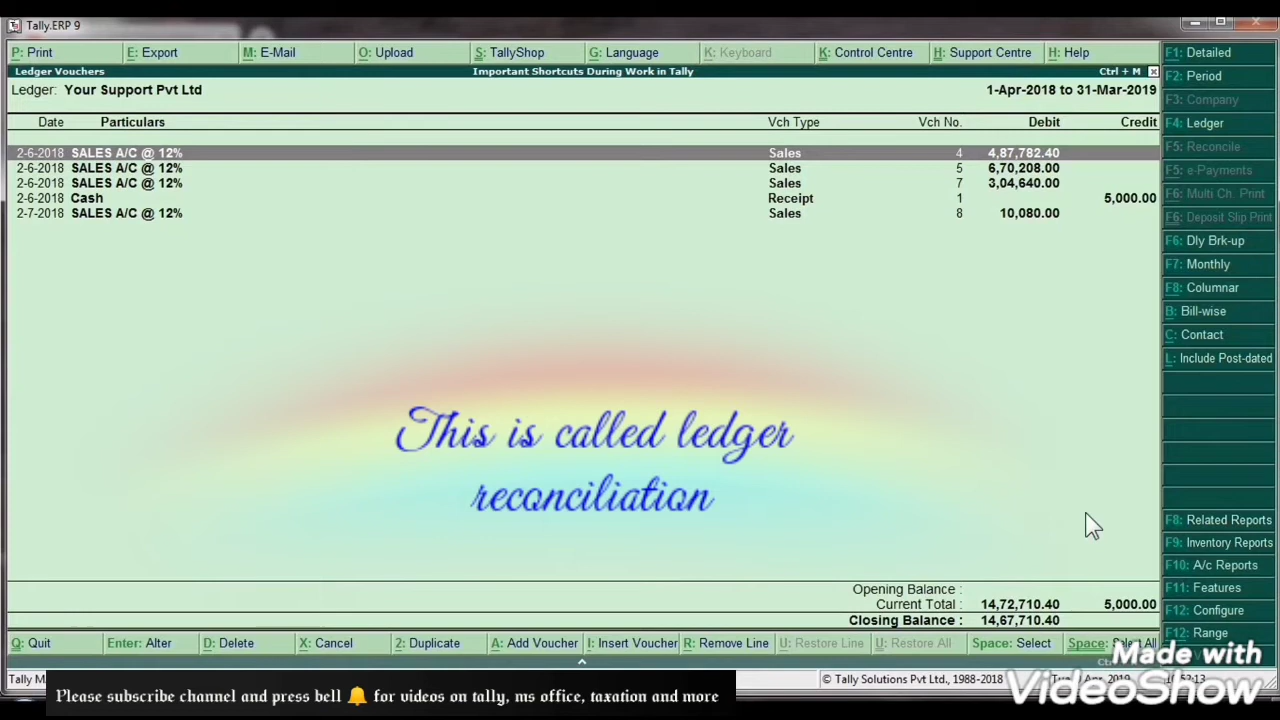 Tally.ERP 9
P: Print E: Export M: E-Mail O: Upload S: TallyShop G: Language K: Keyboard K: Control Centre H: Support Centre H: Help
Ledger Vouchers Important Shortcuts During Work in Tally Ctrl + M
Ledger: Your Support Pvt Ltd 1-Apr-2018 to 31-Mar-2019
Date Particulars Vch Type Vch No. Debit Credit
2-6-2018 SALES A/C @ 12% Sales 4 4,87,782.40
2-6-2018 SALES A/C @ 12% Sales 5 6,70,208.00
2-6-2018 SALES A/C @ 12% Sales 7 3,04,640.00
2-6-2018 Cash Receipt 1 5,000.00
2-7-2018 SALES A/C @ 12% Sales 8 10,080.00
This is called ledger
reconciliation
Opening Balance :
Current Total : 14,72,710.40 5,000.00
Closing Balance : 14,67,710.40
F1: Detailed
F2: Period
F3: Company
F4: Ledger
F5: Reconcile
F5: e-Payments
F6: Multi Ch Print
F6: Deposit Slip Print
F6: Dly Brk-up
F7: Monthly
F8: Columnar
B: Bill-wise
C: Contact
L: Include Post-dated
F8: Related Reports
F9: Inventory Reports
F10: A/c Reports
F11: Features
F12: Configure
F12: Range
Q: Quit Enter: Alter D: Delete X: Cancel 2: Duplicate A: Add Voucher I: Insert Voucher R: Remove Line U: Restore Line U: Restore All Space: Select Space: Select All
Made with
VideoShow
Tally © Tally Solutions Pvt Ltd., 1988-2018
Please subscribe channel and press bell 🔔 for videos on tally, ms office, taxation and more